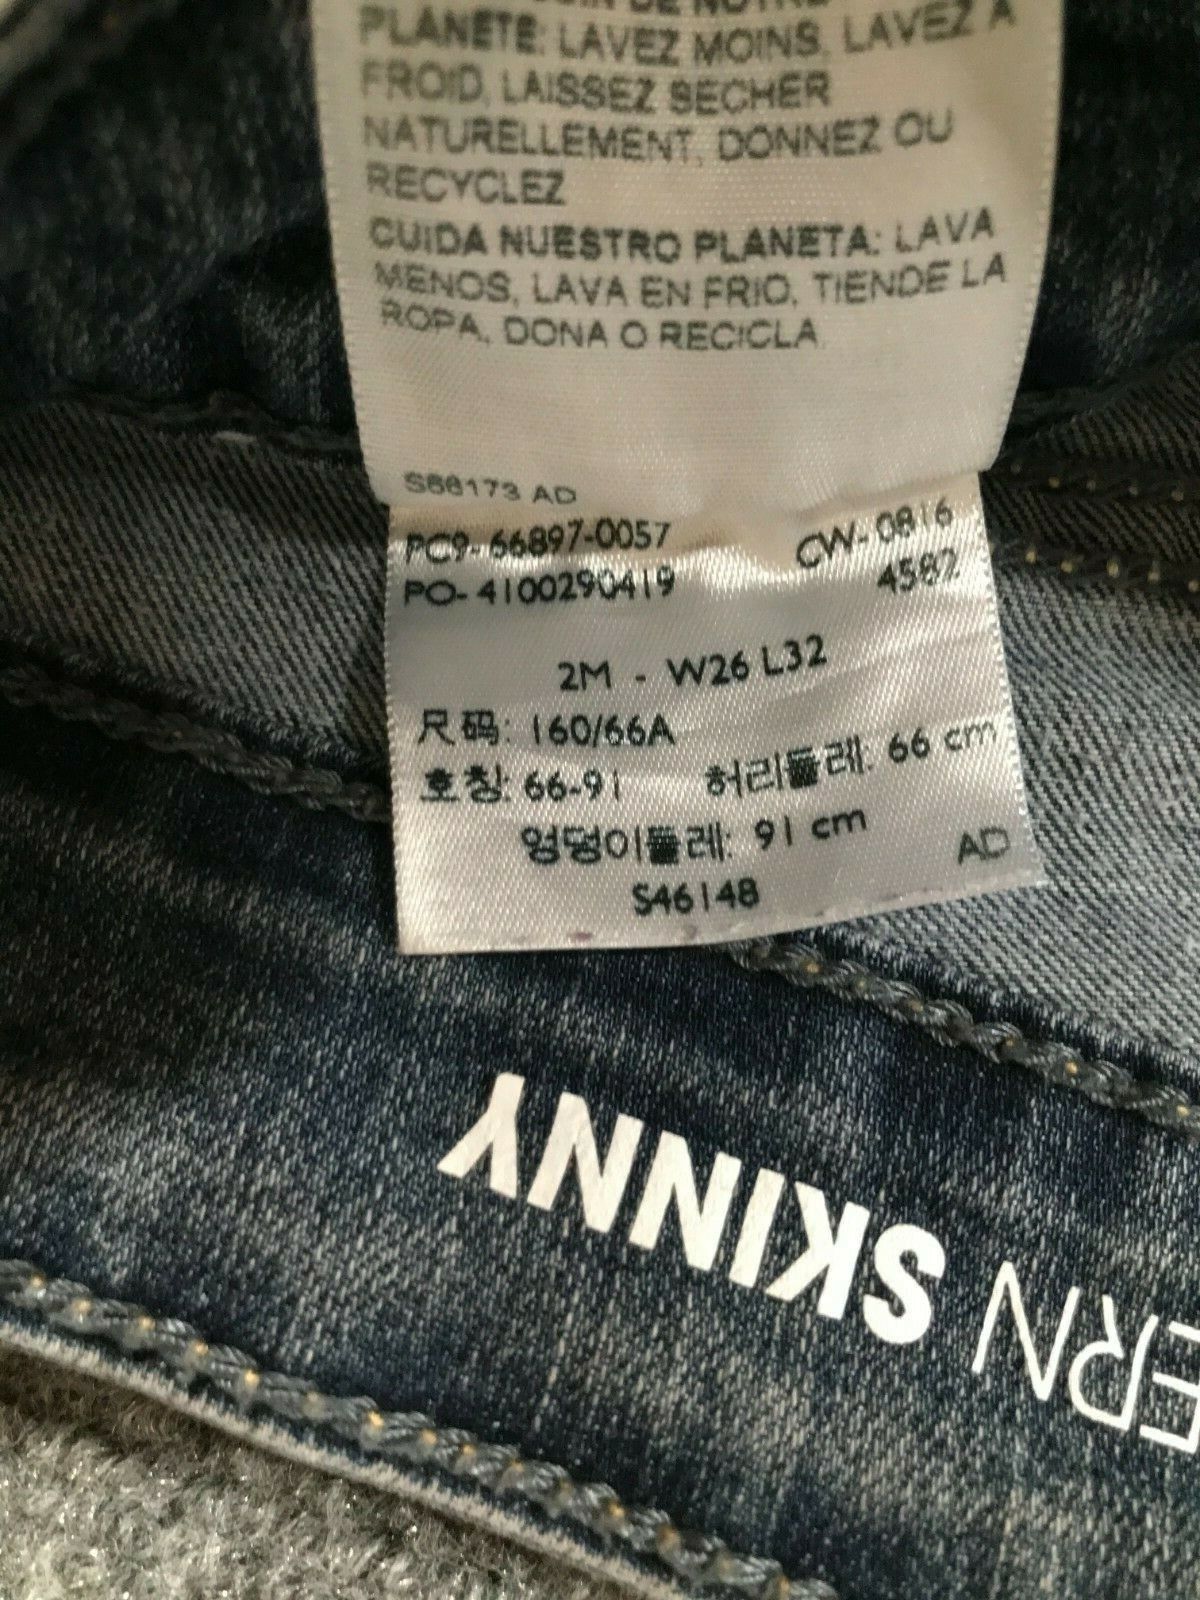 DE NOTRE
PLANETE: LAVEZ MOINS, LAVEZ A
FROID, LAISSEZ SECHER
NATURELLEMENT, DONNEZ OU
RECYCLEZ
CUIDA NUESTRO PLANETA: LAVA
MENOS, LAVA EN FRIO, TIENDE LA
ROPA, DONA O RECICLA
S66173 AD
PC9- 66897-0057 CW- 0816
PO- 4100290419 4582
2M - W26 L32
尺码: 160/66A
호칭: 66-91 허리둘레: 66 cm
엉덩이둘레: 91 cm
AD
S46148
ERN SKINNY